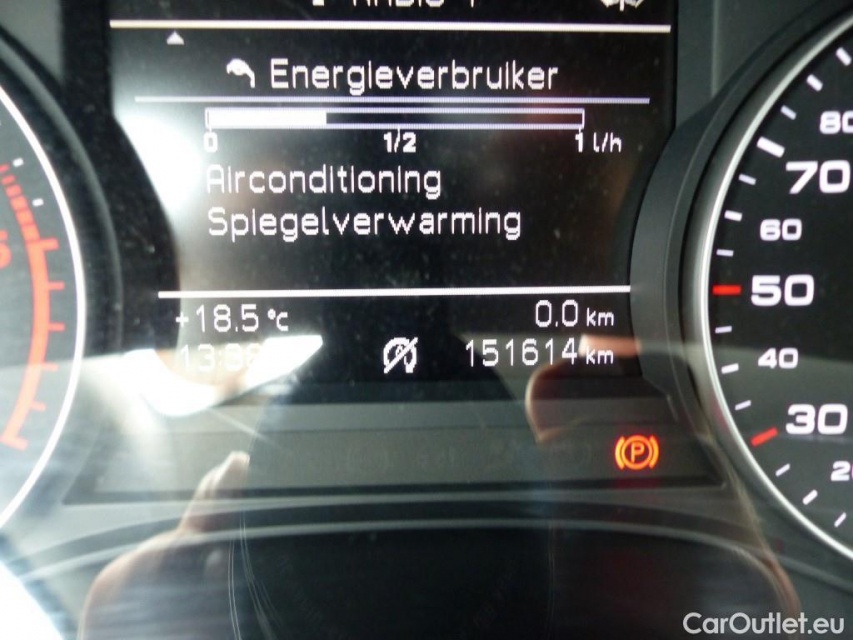 Energieverbruiker
0 1/2 1 l/h
Airconditioning
Spiegelverwarming
+18.5 °C 0.0 km
151614 km
80
70
60
50
40
30
P
CarOutlet.eu